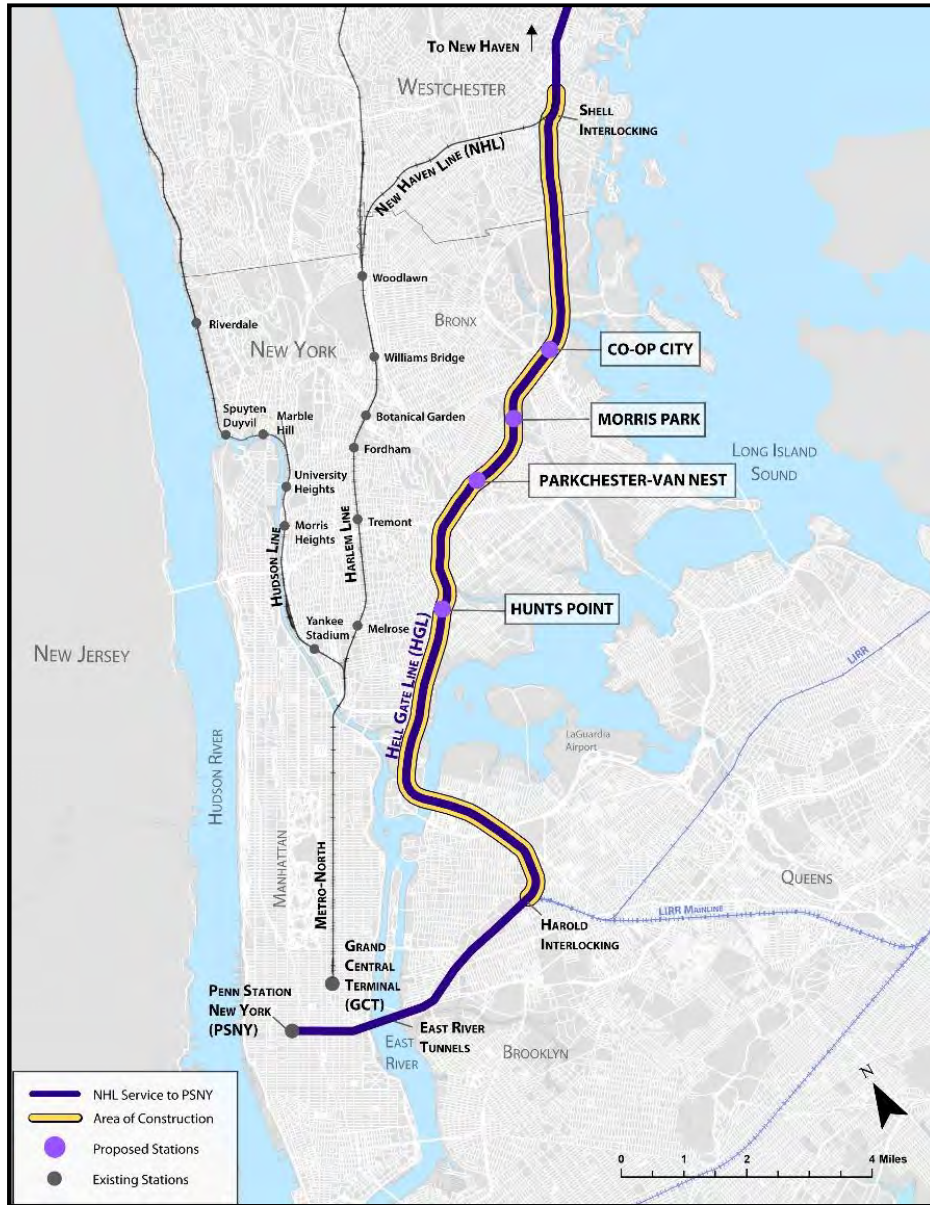 TO NEW HAVEN
WESTCHESTER
SHELL
INTERLOCKING
NEW HAVEN LINE (NHL)
Woodlawn
BRONX
Riverdale
NEW YORK
Williams Bridge
CO-OP CITY
Spuyten
Duyvil
Marble
Hill
Botanical Garden
MORRIS PARK
Fordham
LONG ISLAND
SOUND
University
Heights
PARKCHESTER-VAN NEST
Morris
Heights
Tremont
HUDSON LINE
HARLEM LINE
HUNTS POINT
Yankee
Stadium
Melrose
NEW JERSEY
HELL GATE LINE (HGL)
LIRR
LaGuardia
Airport
HUDSON RIVER
MANHATTAN
METRO-NORTH
QUEENS
LIRR MAINLINE
HAROLD
INTERLOCKING
GRAND
CENTRAL
TERMINAL
(GCT)
PENN STATION
NEW YORK
(PSNY)
EAST RIVER
TUNNELS
EAST
RIVER
BROOKLYN
N
NHL Service to PSNY
Area of Construction
Proposed Stations
Existing Stations
0 1 2 4 Miles